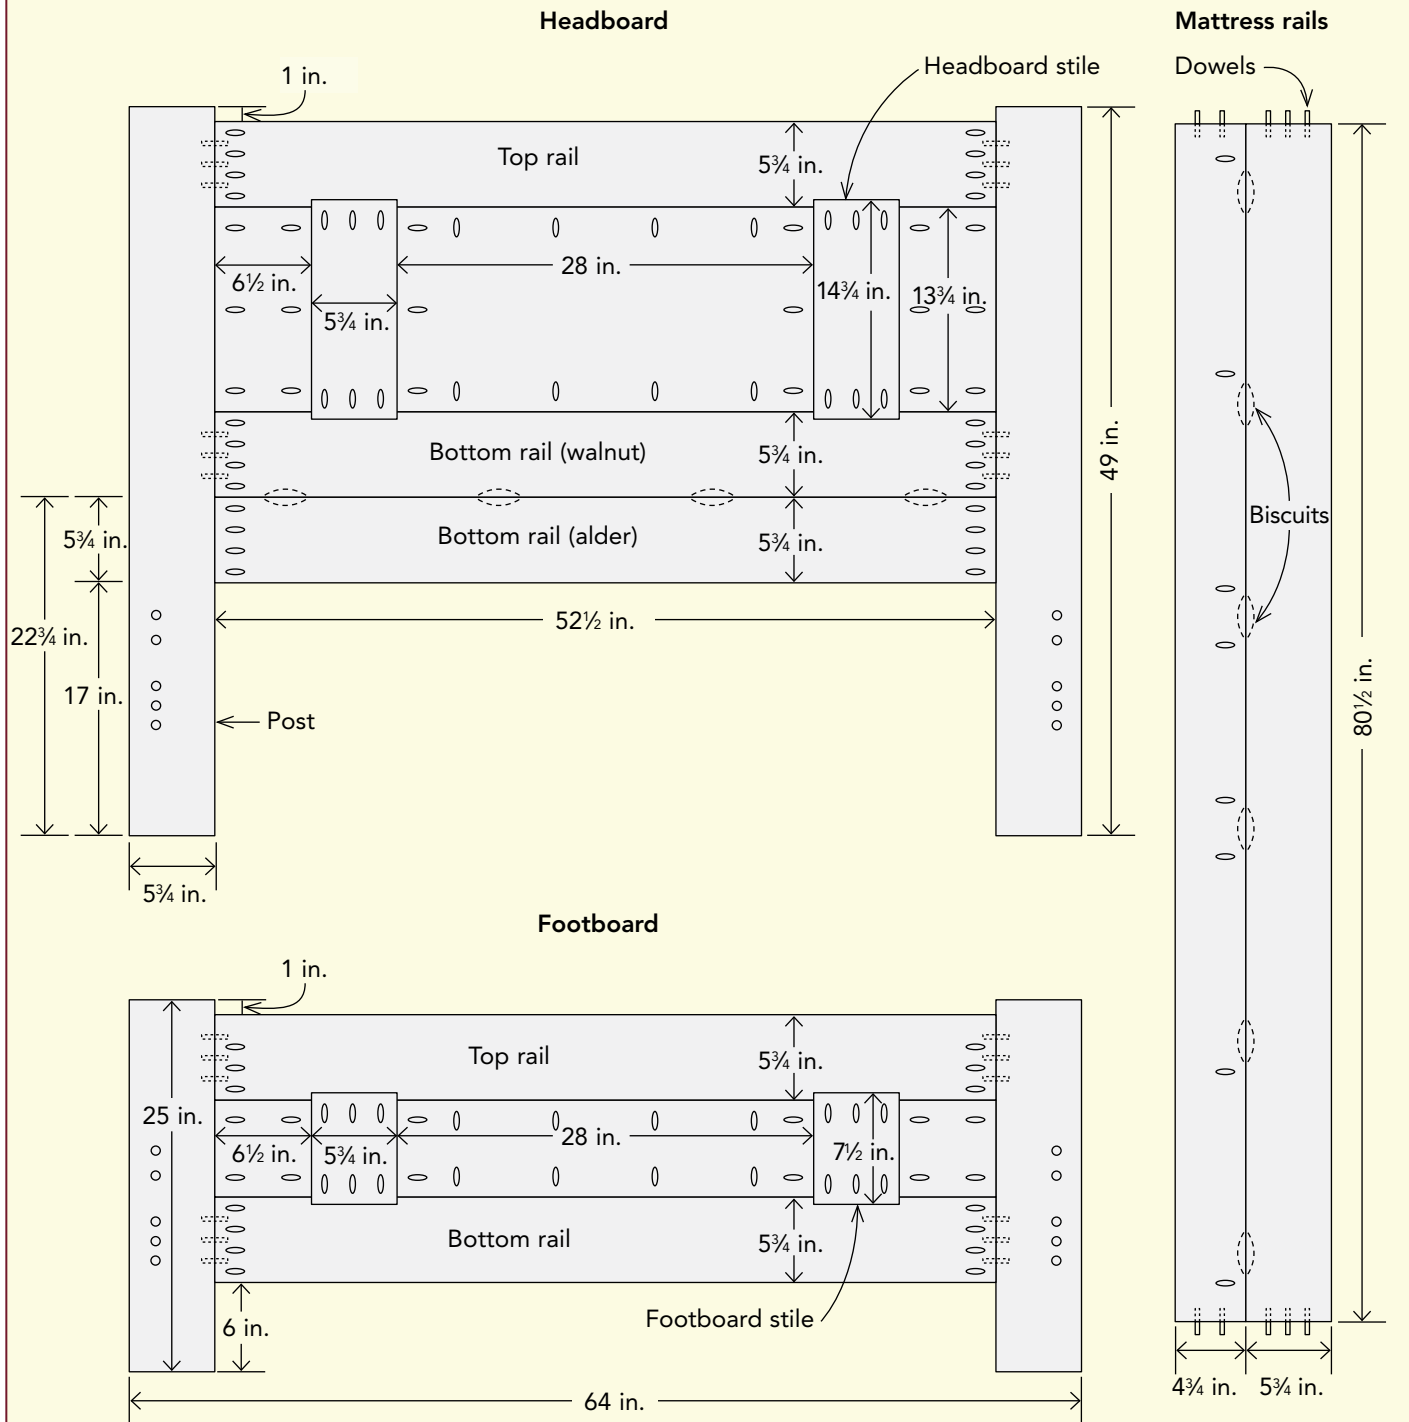 Headboard
Mattress rails
1 in.
Headboard stile
Dowels
Top rail
5¾ in.
6½ in.
28 in.
14¾ in.
13¾ in.
5¾ in.
Bottom rail (walnut)
5¾ in.
49 in.
Biscuits
5¾ in.
Bottom rail (alder)
5¾ in.
52½ in.
22¾ in.
17 in.
80½ in.
Post
5¾ in.
Footboard
1 in.
Top rail
5¾ in.
25 in.
6½ in.
5¾ in.
28 in.
7½ in.
Bottom rail
5¾ in.
Footboard stile
6 in.
4¾ in.
5¾ in.
64 in.